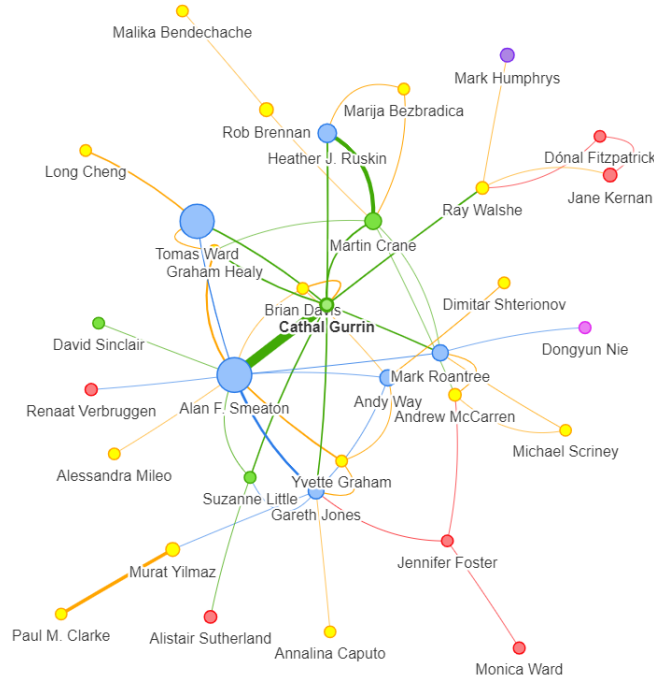 Malika Bendechache
Mark Humphrys
Marija Bezbradica
Rob Brennan
Heather J. Ruskin
Dónal Fitzpatrick
Long Cheng
Jane Kernan
Ray Walshe
Martin Crane
Tomas Ward
Graham Healy
Dimitar Shterionov
Brian Davis
Cathal Gurrin
David Sinclair
Dongyun Nie
Mark Roantree
Andy Way
Renaat Verbruggen
Alan F. Smeaton
Andrew McCarren
Michael Scriney
Alessandra Mileo
Yvette Graham
Suzanne Little
Gareth Jones
Jennifer Foster
Murat Yilmaz
Paul M. Clarke
Alistair Sutherland
Annalina Caputo
Monica Ward